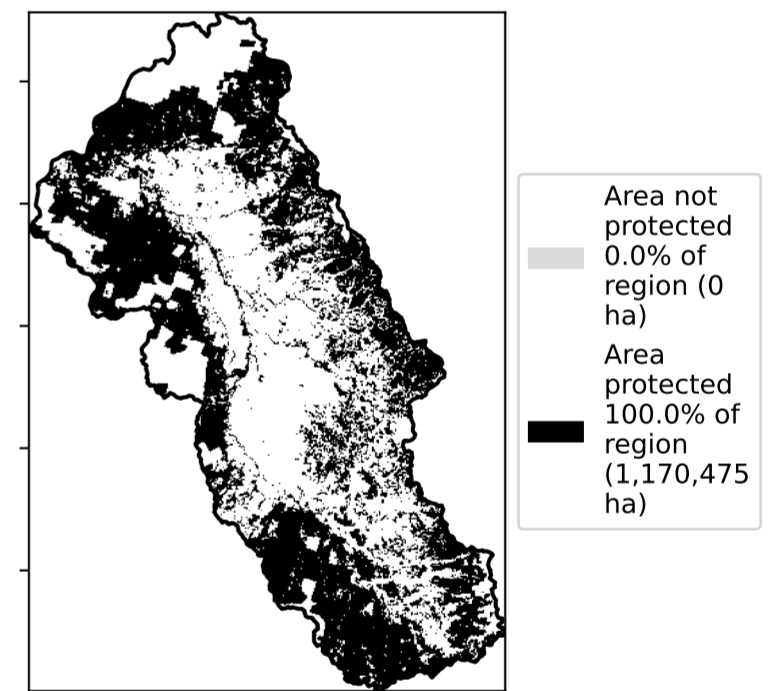 Area not
protected
0.0% of
region (0
ha)
Area
protected
100.0% of
region
(1,170,475
ha)